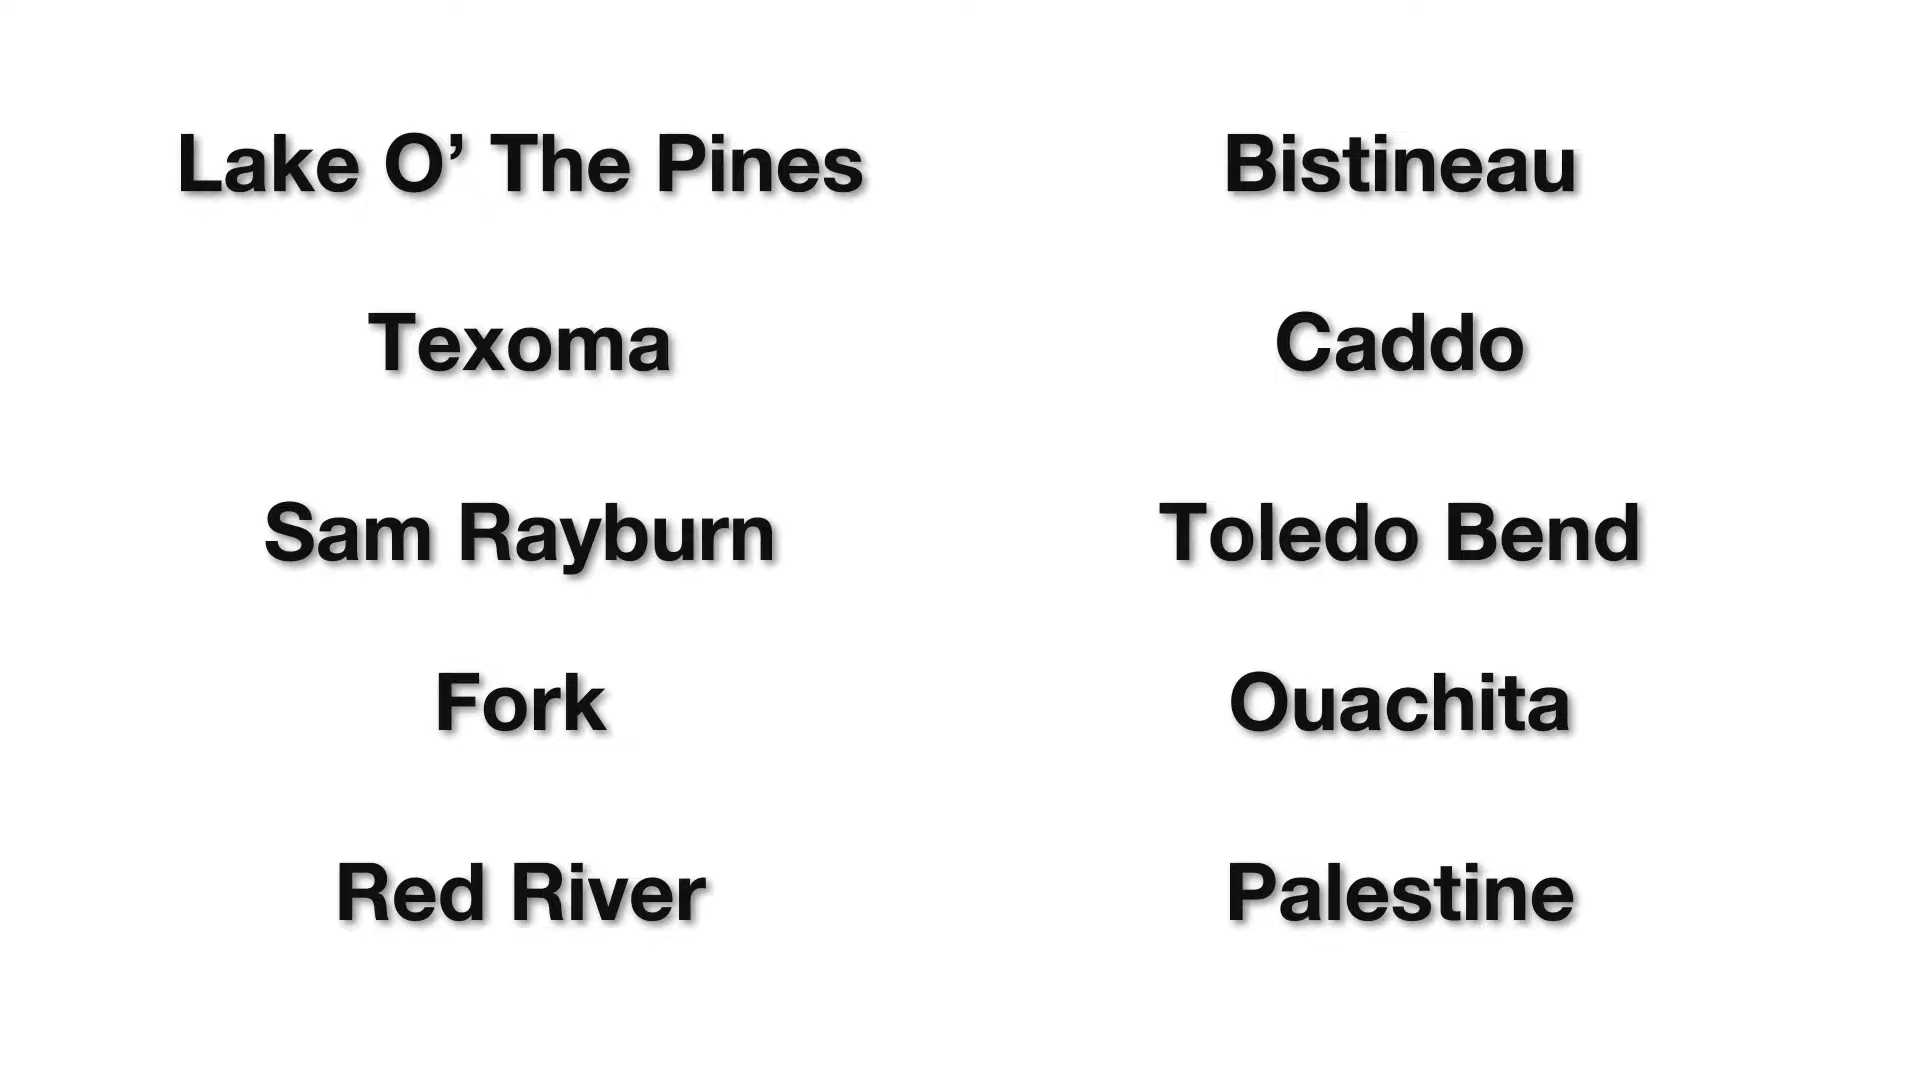 Lake O’ The Pines
Texoma
Sam Rayburn
Fork
Red River
Bistineau
Caddo
Toledo Bend
Ouachita
Palestine